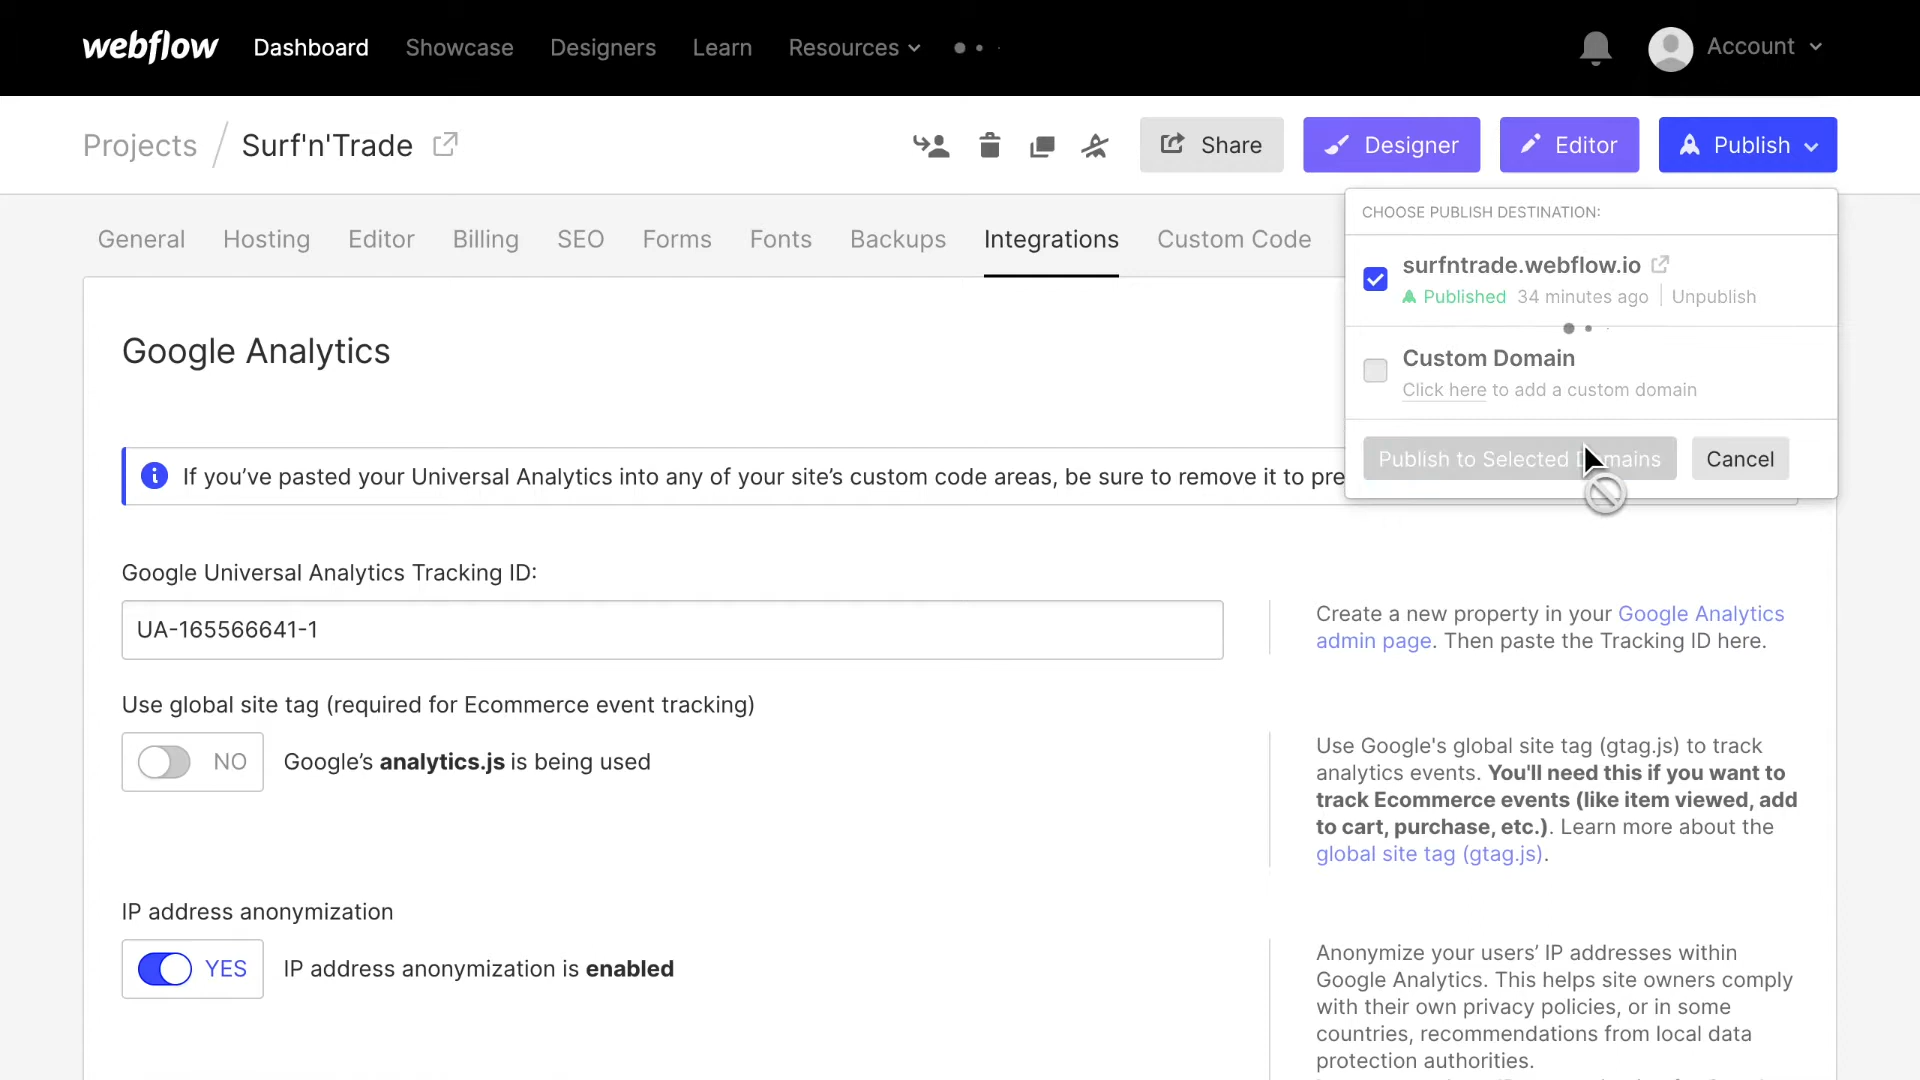 webflow Dashboard Showcase Designers Learn Resources Account
Projects / Surf'n'Trade Share Designer Editor Publish
CHOOSE PUBLISH DESTINATION:
General Hosting Editor Billing SEO Forms Fonts Backups Integrations Custom Code
surfntrade.webflow.io
Published 34 minutes ago Unpublish
Google Analytics
Custom Domain
Click here to add a custom domain
Publish to Selected Domains Cancel
If you’ve pasted your Universal Analytics into any of your site’s custom code areas, be sure to remove it to pre
Google Universal Analytics Tracking ID:
UA-165566641-1
Create a new property in your Google Analytics
admin page. Then paste the Tracking ID here.
Use global site tag (required for Ecommerce event tracking)
NO Google’s analytics.js is being used
Use Google's global site tag (gtag.js) to track
analytics events. You'll need this if you want to
track Ecommerce events (like item viewed, add
to cart, purchase, etc.). Learn more about the
global site tag (gtag.js).
IP address anonymization
YES IP address anonymization is enabled
Anonymize your users’ IP addresses within
Google Analytics. This helps site owners comply
with their own privacy policies, or in some
countries, recommendations from local data
protection authorities.